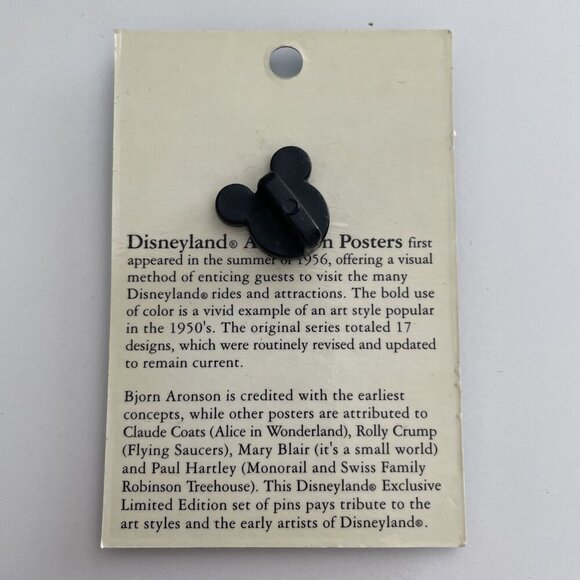 Disneyland® A on Posters first
appeared in the summer of 1956, offering a visual
method of enticing guests to visit the many
Disneyland® rides and attractions. The bold use
of color is a vivid example of an art style popular
in the 1950's. The original series totaled 17
designs, which were routinely revised and updated
to remain current.
Bjorn Aronson is credited with the earliest
concepts, while other posters are attributed to
Claude Coats (Alice in Wonderland), Rolly Crump
(Flying Saucers), Mary Blair (it's a small world)
and Paul Hartley (Monorail and Swiss Family
Robinson Treehouse). This Disneyland® Exclusive
Limited Edition set of pins pays tribute to the
art styles and the early artists of Disneyland®.